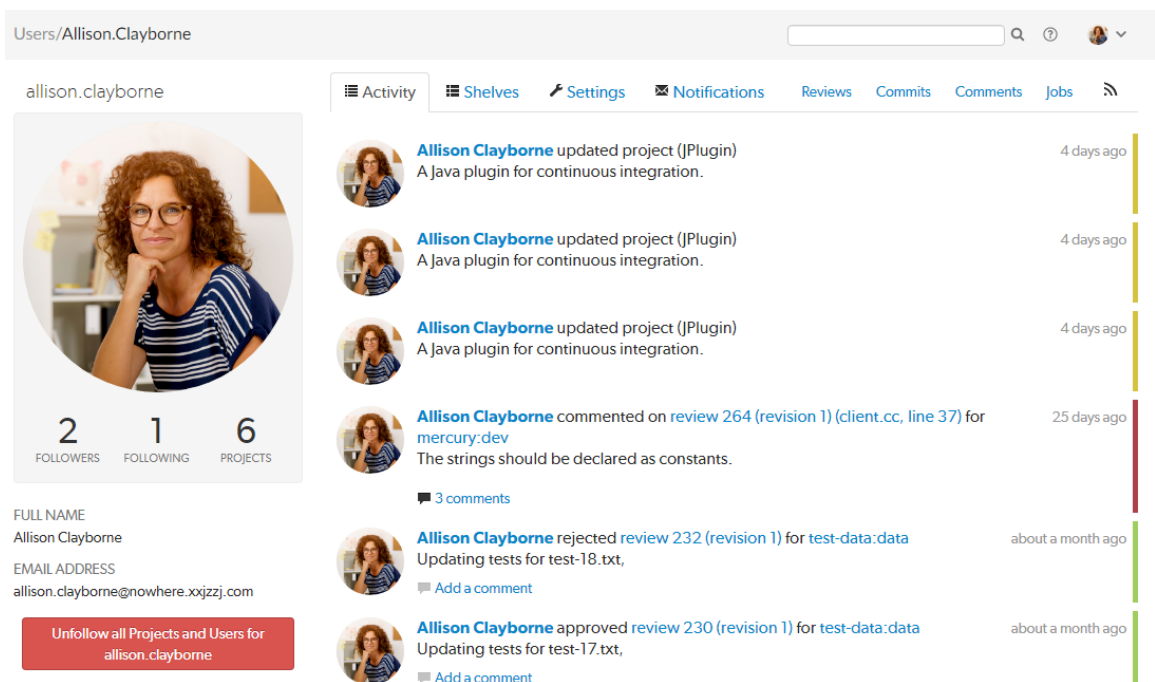 Users/Allison.Clayborne
allison.clayborne
Activity
Shelves
Settings
Notifications
Reviews
Commits
Comments
Jobs
2
FOLLOWERS
1
FOLLOWING
6
PROJECTS
FULL NAME
Allison Clayborne
EMAIL ADDRESS
allison.clayborne@nowhere.xxjzzj.com
Unfollow all Projects and Users for
allison.clayborne
Allison Clayborne updated project (JPlugin)
4 days ago
A Java plugin for continuous integration.
Allison Clayborne updated project (JPlugin)
4 days ago
A Java plugin for continuous integration.
Allison Clayborne updated project (JPlugin)
4 days ago
A Java plugin for continuous integration.
Allison Clayborne commented on review 264 (revision 1) (client.cc, line 37) for
25 days ago
mercury:dev
The strings should be declared as constants.
3 comments
Allison Clayborne rejected review 232 (revision 1) for test-data:data
about a month ago
Updating tests for test-18.txt,
Add a comment
Allison Clayborne approved review 230 (revision 1) for test-data:data
about a month ago
Updating tests for test-17.txt,
Add a comment